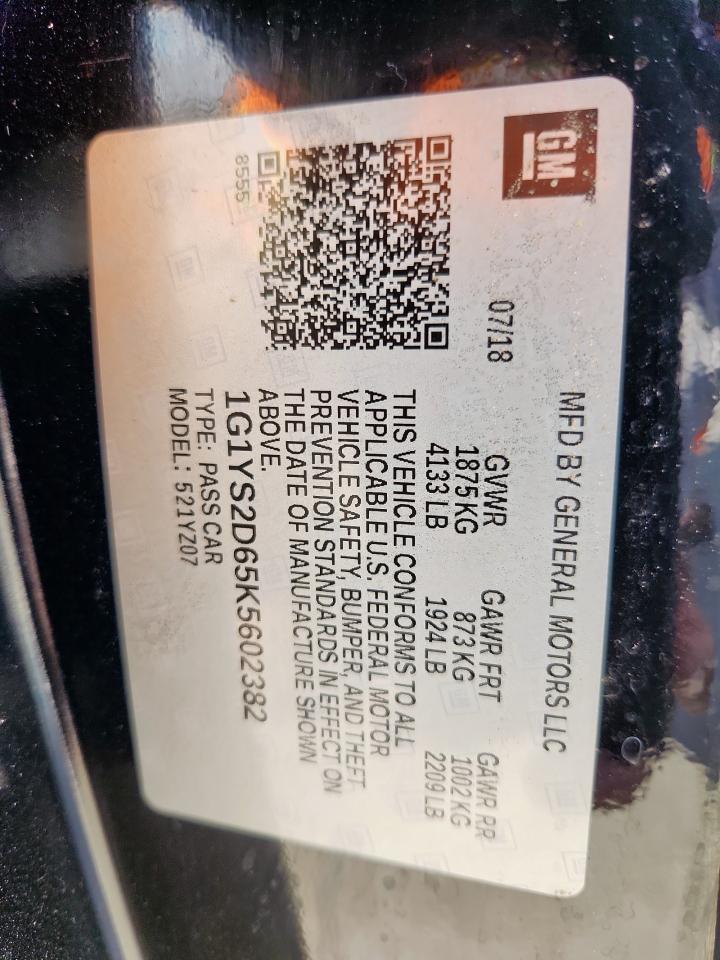 GM
MFD BY GENERAL MOTORS LLC
07/18
GVWR GAWR FRT GAWR RR
1875 KG 873 KG 1002 KG
4133 LB 1924 LB 2209 LB
THIS VEHICLE CONFORMS TO ALL
APPLICABLE U.S. FEDERAL MOTOR
VEHICLE SAFETY, BUMPER, AND THEFT
PREVENTION STANDARDS IN EFFECT ON
THE DATE OF MANUFACTURE SHOWN
ABOVE.
8555
1G1YS2D65K5602382
TYPE: PASS CAR
MODEL: 521YZ07